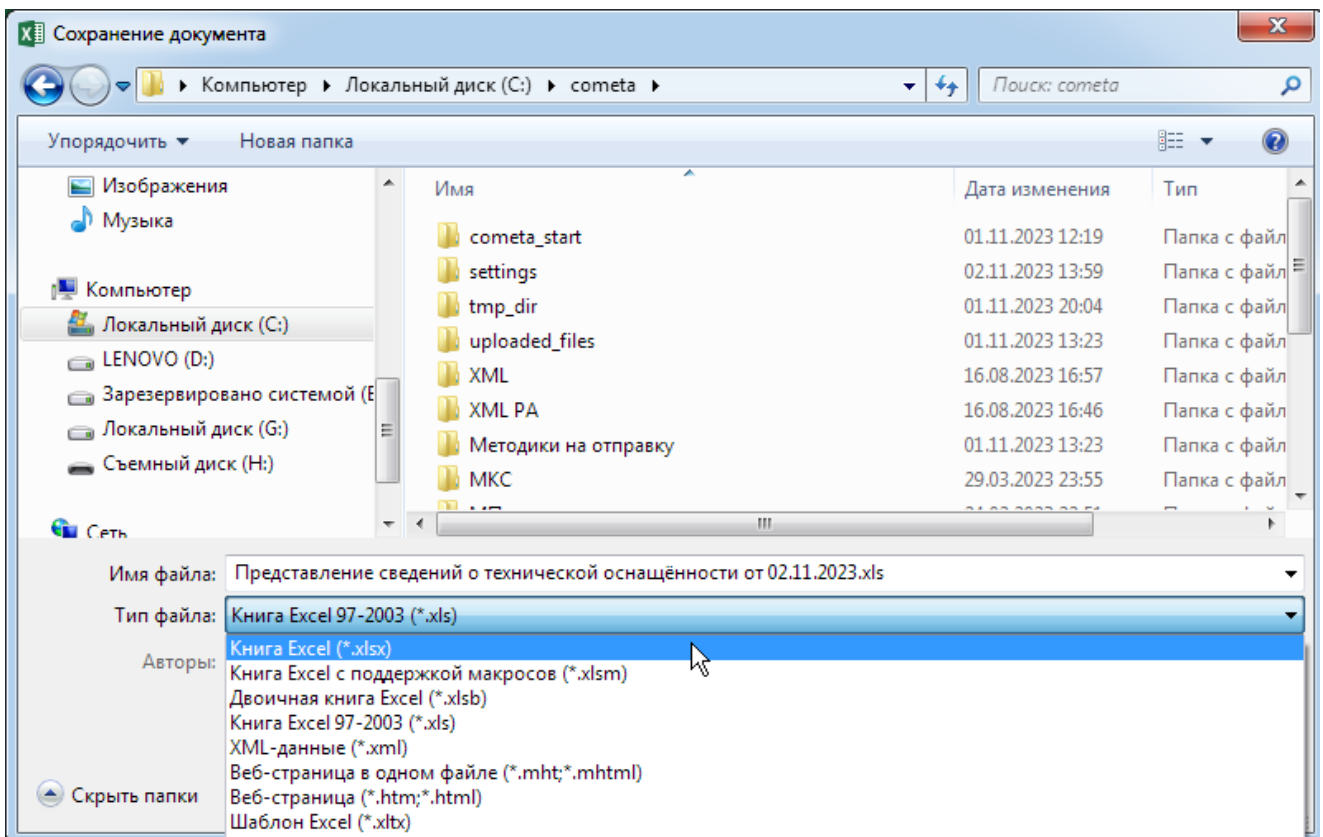 Сохранение документа
Компьютер Локальный диск (C:) cometa
Поиск: cometa
Упорядочить Новая папка
Изображения
Музыка
Компьютер
Локальный диск (C:)
LENOVO (D:)
Зарезервировано системой (E
Локальный диск (G:)
Съемный диск (H:)
Сеть
Имя Дата изменения Тип
cometa_start 01.11.2023 12:19 Папка с файл
settings 02.11.2023 13:59 Папка с файл
tmp_dir 01.11.2023 20:04 Папка с файл
uploaded_files 01.11.2023 13:23 Папка с файл
XML 16.08.2023 16:57 Папка с файл
XML PA 16.08.2023 16:46 Папка с файл
Методики на отправку 01.11.2023 13:23 Папка с файл
МКС 29.03.2023 23:55 Папка с файл
Имя файла: Представление сведений о технической оснащённости от 02.11.2023.xls
Тип файла: Книга Excel 97-2003 (*.xls)
Авторы:
Книга Excel (*.xlsx)
Книга Excel с поддержкой макросов (*.xlsm)
Двоичная книга Excel (*.xlsb)
Книга Excel 97-2003 (*.xls)
XML-данные (*.xml)
Веб-страница в одном файле (*.mht;*.mhtml)
Веб-страница (*.htm;*.html)
Шаблон Excel (*.xltx)
Скрыть папки